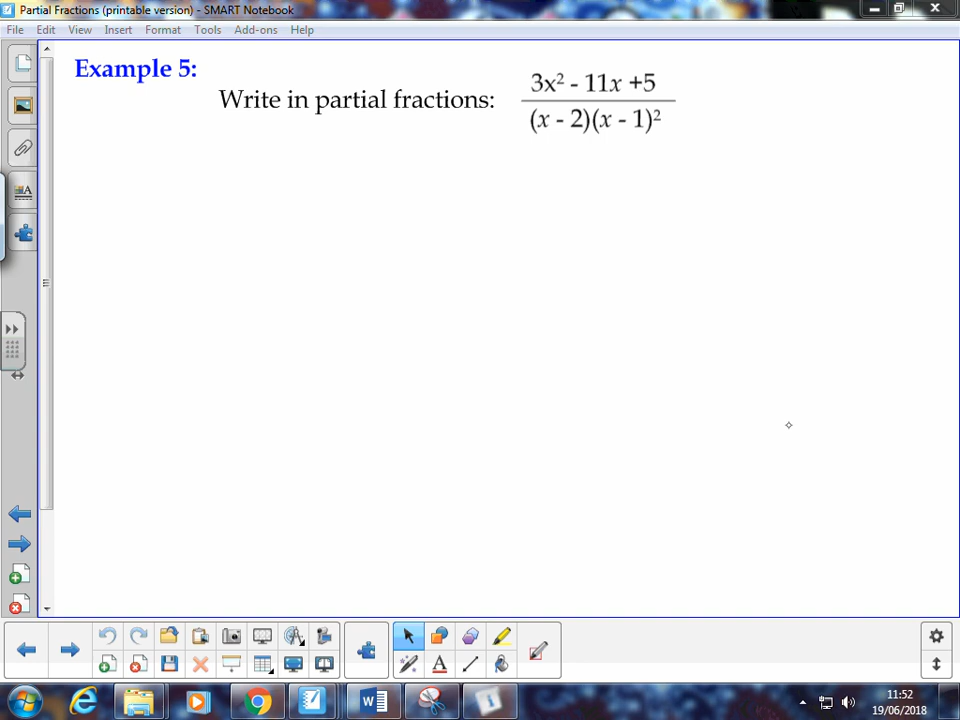 Partial Fractions (printable version) - SMART Notebook
File Edit View Insert Format Tools Add-ons Help
Example 5:
Write in partial fractions:
3x² - 11x +5
(x - 2)(x - 1)²
11:52
19/06/2018